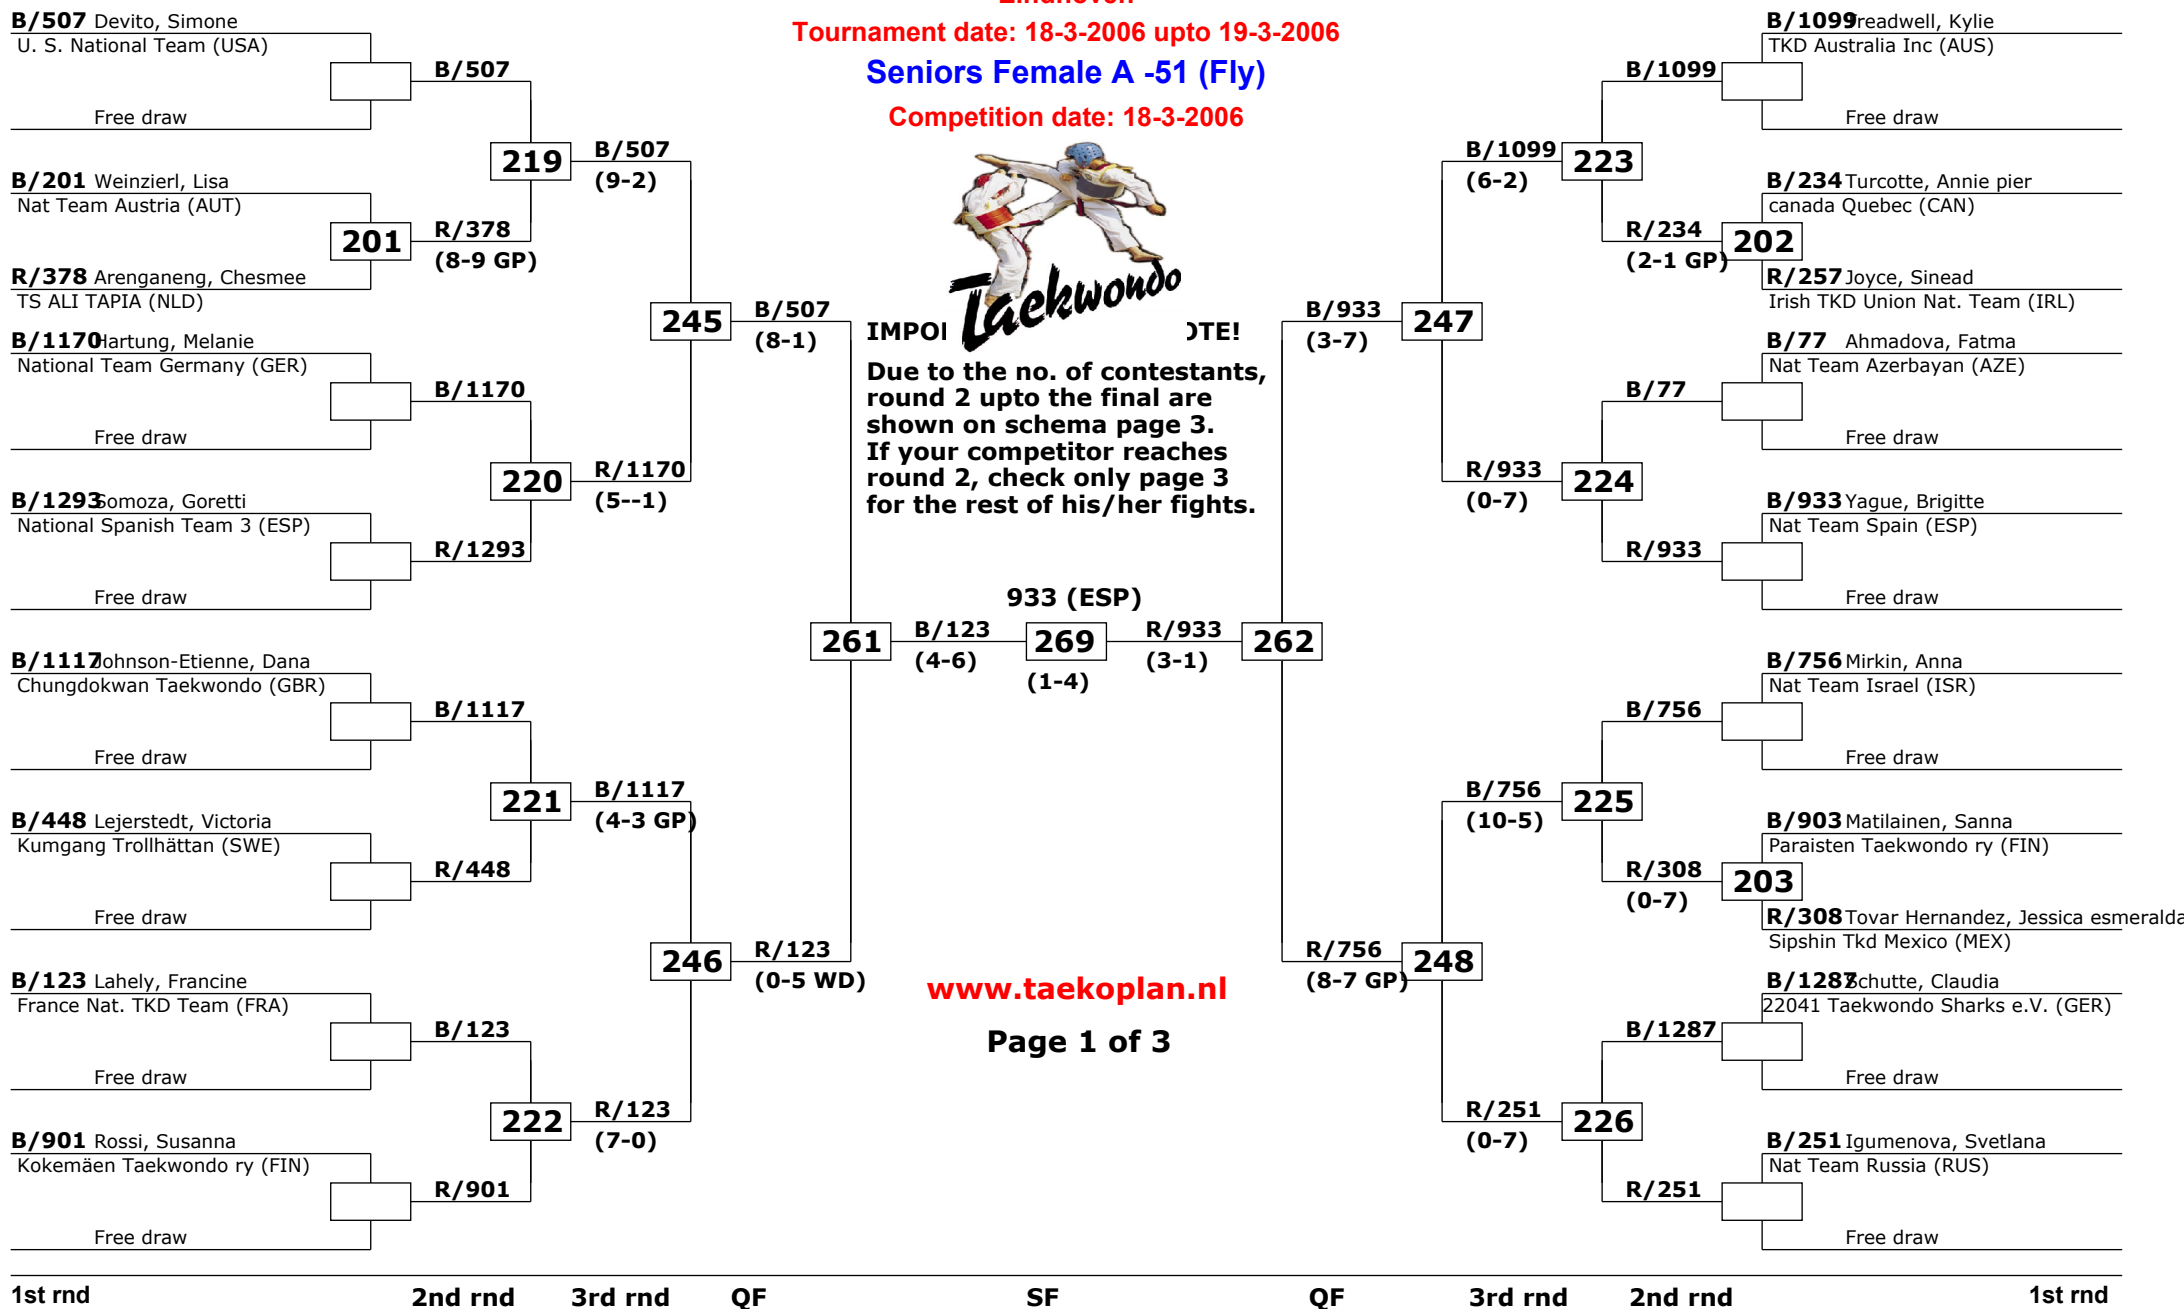 Eindhoven
Tournament date: 18-3-2006 upto 19-3-2006
Seniors Female A -51 (Fly)
Competition date: 18-3-2006
B/507 Devito, Simone
U. S. National Team (USA)
Free draw
B/507
219
B/507
(9-2)
B/201 Weinzierl, Lisa
Nat Team Austria (AUT)
201
R/378
(8-9 GP)
R/378 Arenganeng, Chesmee
TS ALI TAPIA (NLD)
245
B/507
(8-1)
B/1170 Hartung, Melanie
National Team Germany (GER)
B/1170
Free draw
220
R/1170
(5--1)
B/1293 Somoza, Goretti
National Spanish Team 3 (ESP)
R/1293
Free draw
261
B/123
(4-6)
B/1117 Johnson-Etienne, Dana
Chungdokwan Taekwondo (GBR)
B/1117
Free draw
221
B/1117
(4-3 GP)
B/448 Lejerstedt, Victoria
Kumgang Trollhättan (SWE)
R/448
Free draw
246
R/123
(0-5 WD)
B/123 Lahely, Francine
France Nat. TKD Team (FRA)
B/123
Free draw
222
R/123
(7-0)
B/901 Rossi, Susanna
Kokemäen Taekwondo ry (FIN)
R/901
Free draw
Taekwondo
IMPO OTE!
Due to the no. of contestants,
round 2 upto the final are
shown on schema page 3.
If your competitor reaches
round 2, check only page 3
for the rest of his/her fights.
933 (ESP)
269
(1-4)
www.taekoplan.nl
Page 1 of 3
B/1099 Treadwell, Kylie
TKD Australia Inc (AUS)
B/1099
Free draw
B/1099
(6-2)
223
B/234 Turcotte, Annie pier
canada Quebec (CAN)
R/234
(2-1 GP)
202
R/257 Joyce, Sinead
Irish TKD Union Nat. Team (IRL)
B/933
(3-7)
247
B/77 Ahmadova, Fatma
Nat Team Azerbayan (AZE)
B/77
Free draw
R/933
(0-7)
224
B/933 Yague, Brigitte
Nat Team Spain (ESP)
R/933
Free draw
R/933
(3-1)
262
B/756 Mirkin, Anna
Nat Team Israel (ISR)
B/756
Free draw
B/756
(10-5)
225
B/903 Matilainen, Sanna
Paraisten Taekwondo ry (FIN)
R/308
(0-7)
203
R/308 Tovar Hernandez, Jessica esmeralda
Sipshin Tkd Mexico (MEX)
R/756
(8-7 GP)
248
B/1287 Schutte, Claudia
22041 Taekwondo Sharks e.V. (GER)
B/1287
Free draw
R/251
(0-7)
226
B/251 Igumenova, Svetlana
Nat Team Russia (RUS)
R/251
Free draw
1st rnd 2nd rnd 3rd rnd QF SF QF 3rd rnd 2nd rnd 1st rnd